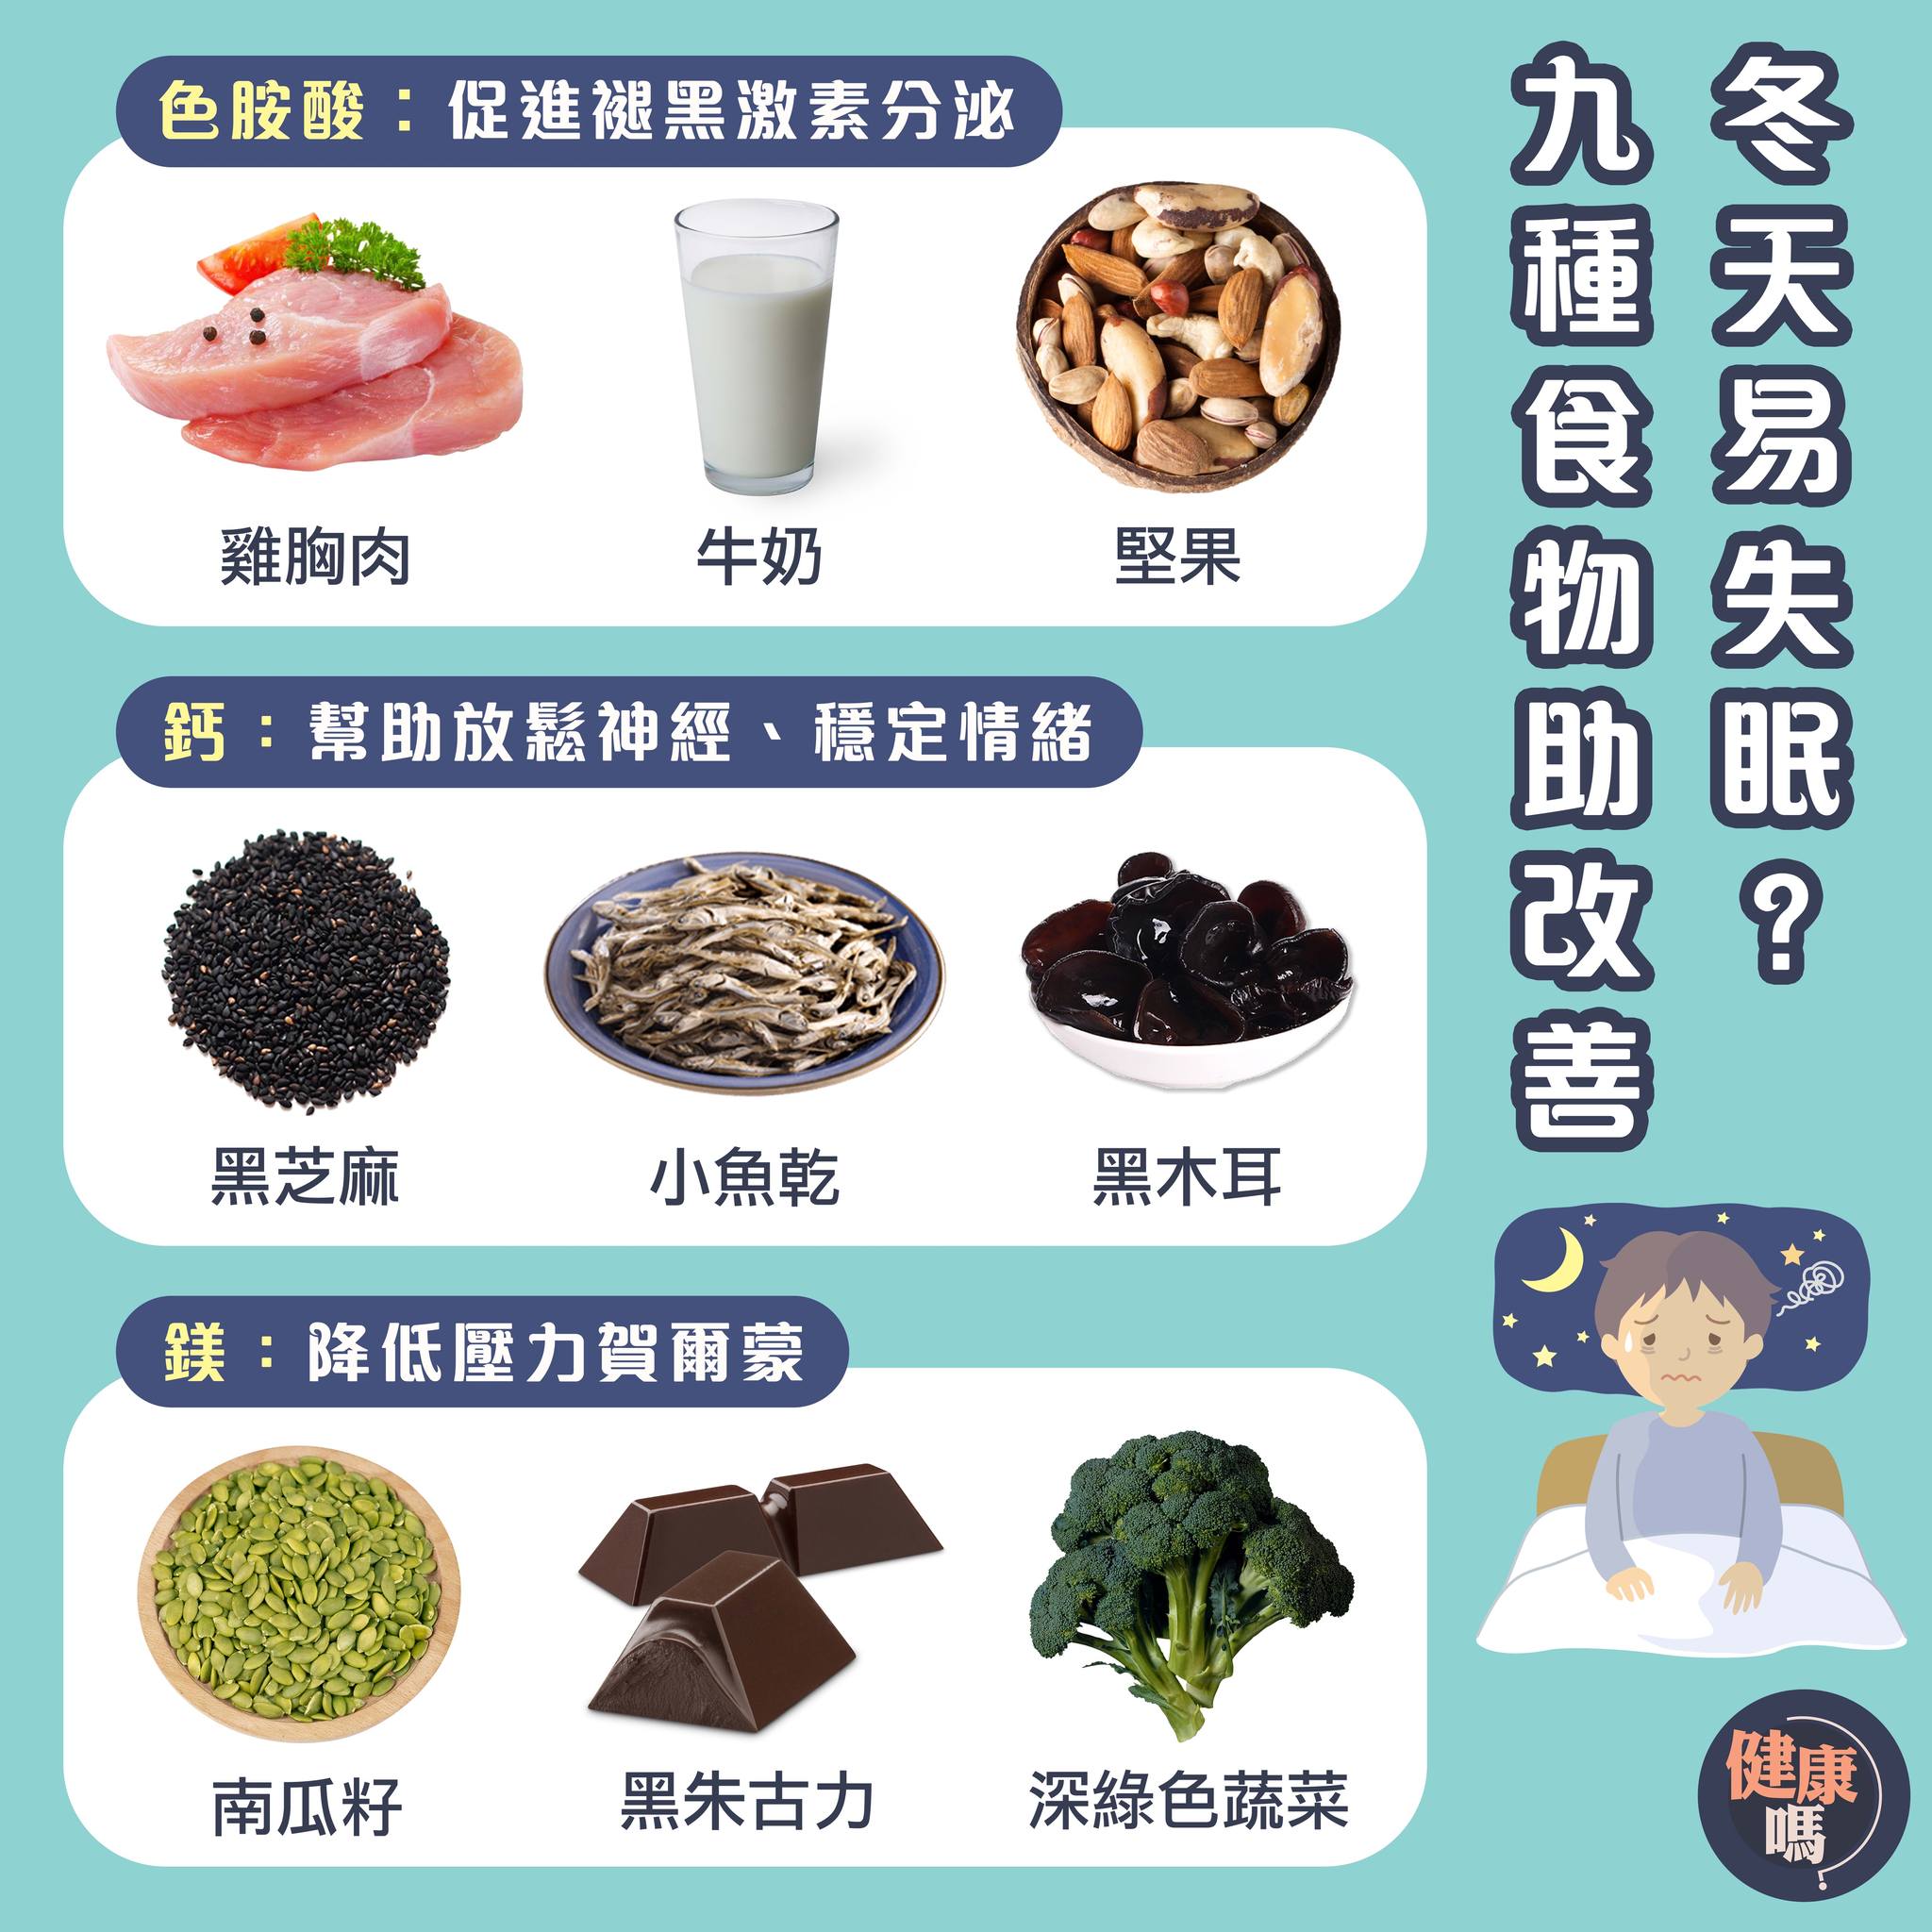 冬天易失眠？
九種食物助改善
色胺酸：促進褪黑激素分泌
雞胸肉
牛奶
堅果
鈣：幫助放鬆神經、穩定情緒
黑芝麻
小魚乾
黑木耳
鎂：降低壓力賀爾蒙
南瓜籽
黑朱古力
深綠色蔬菜
健康
嗎?